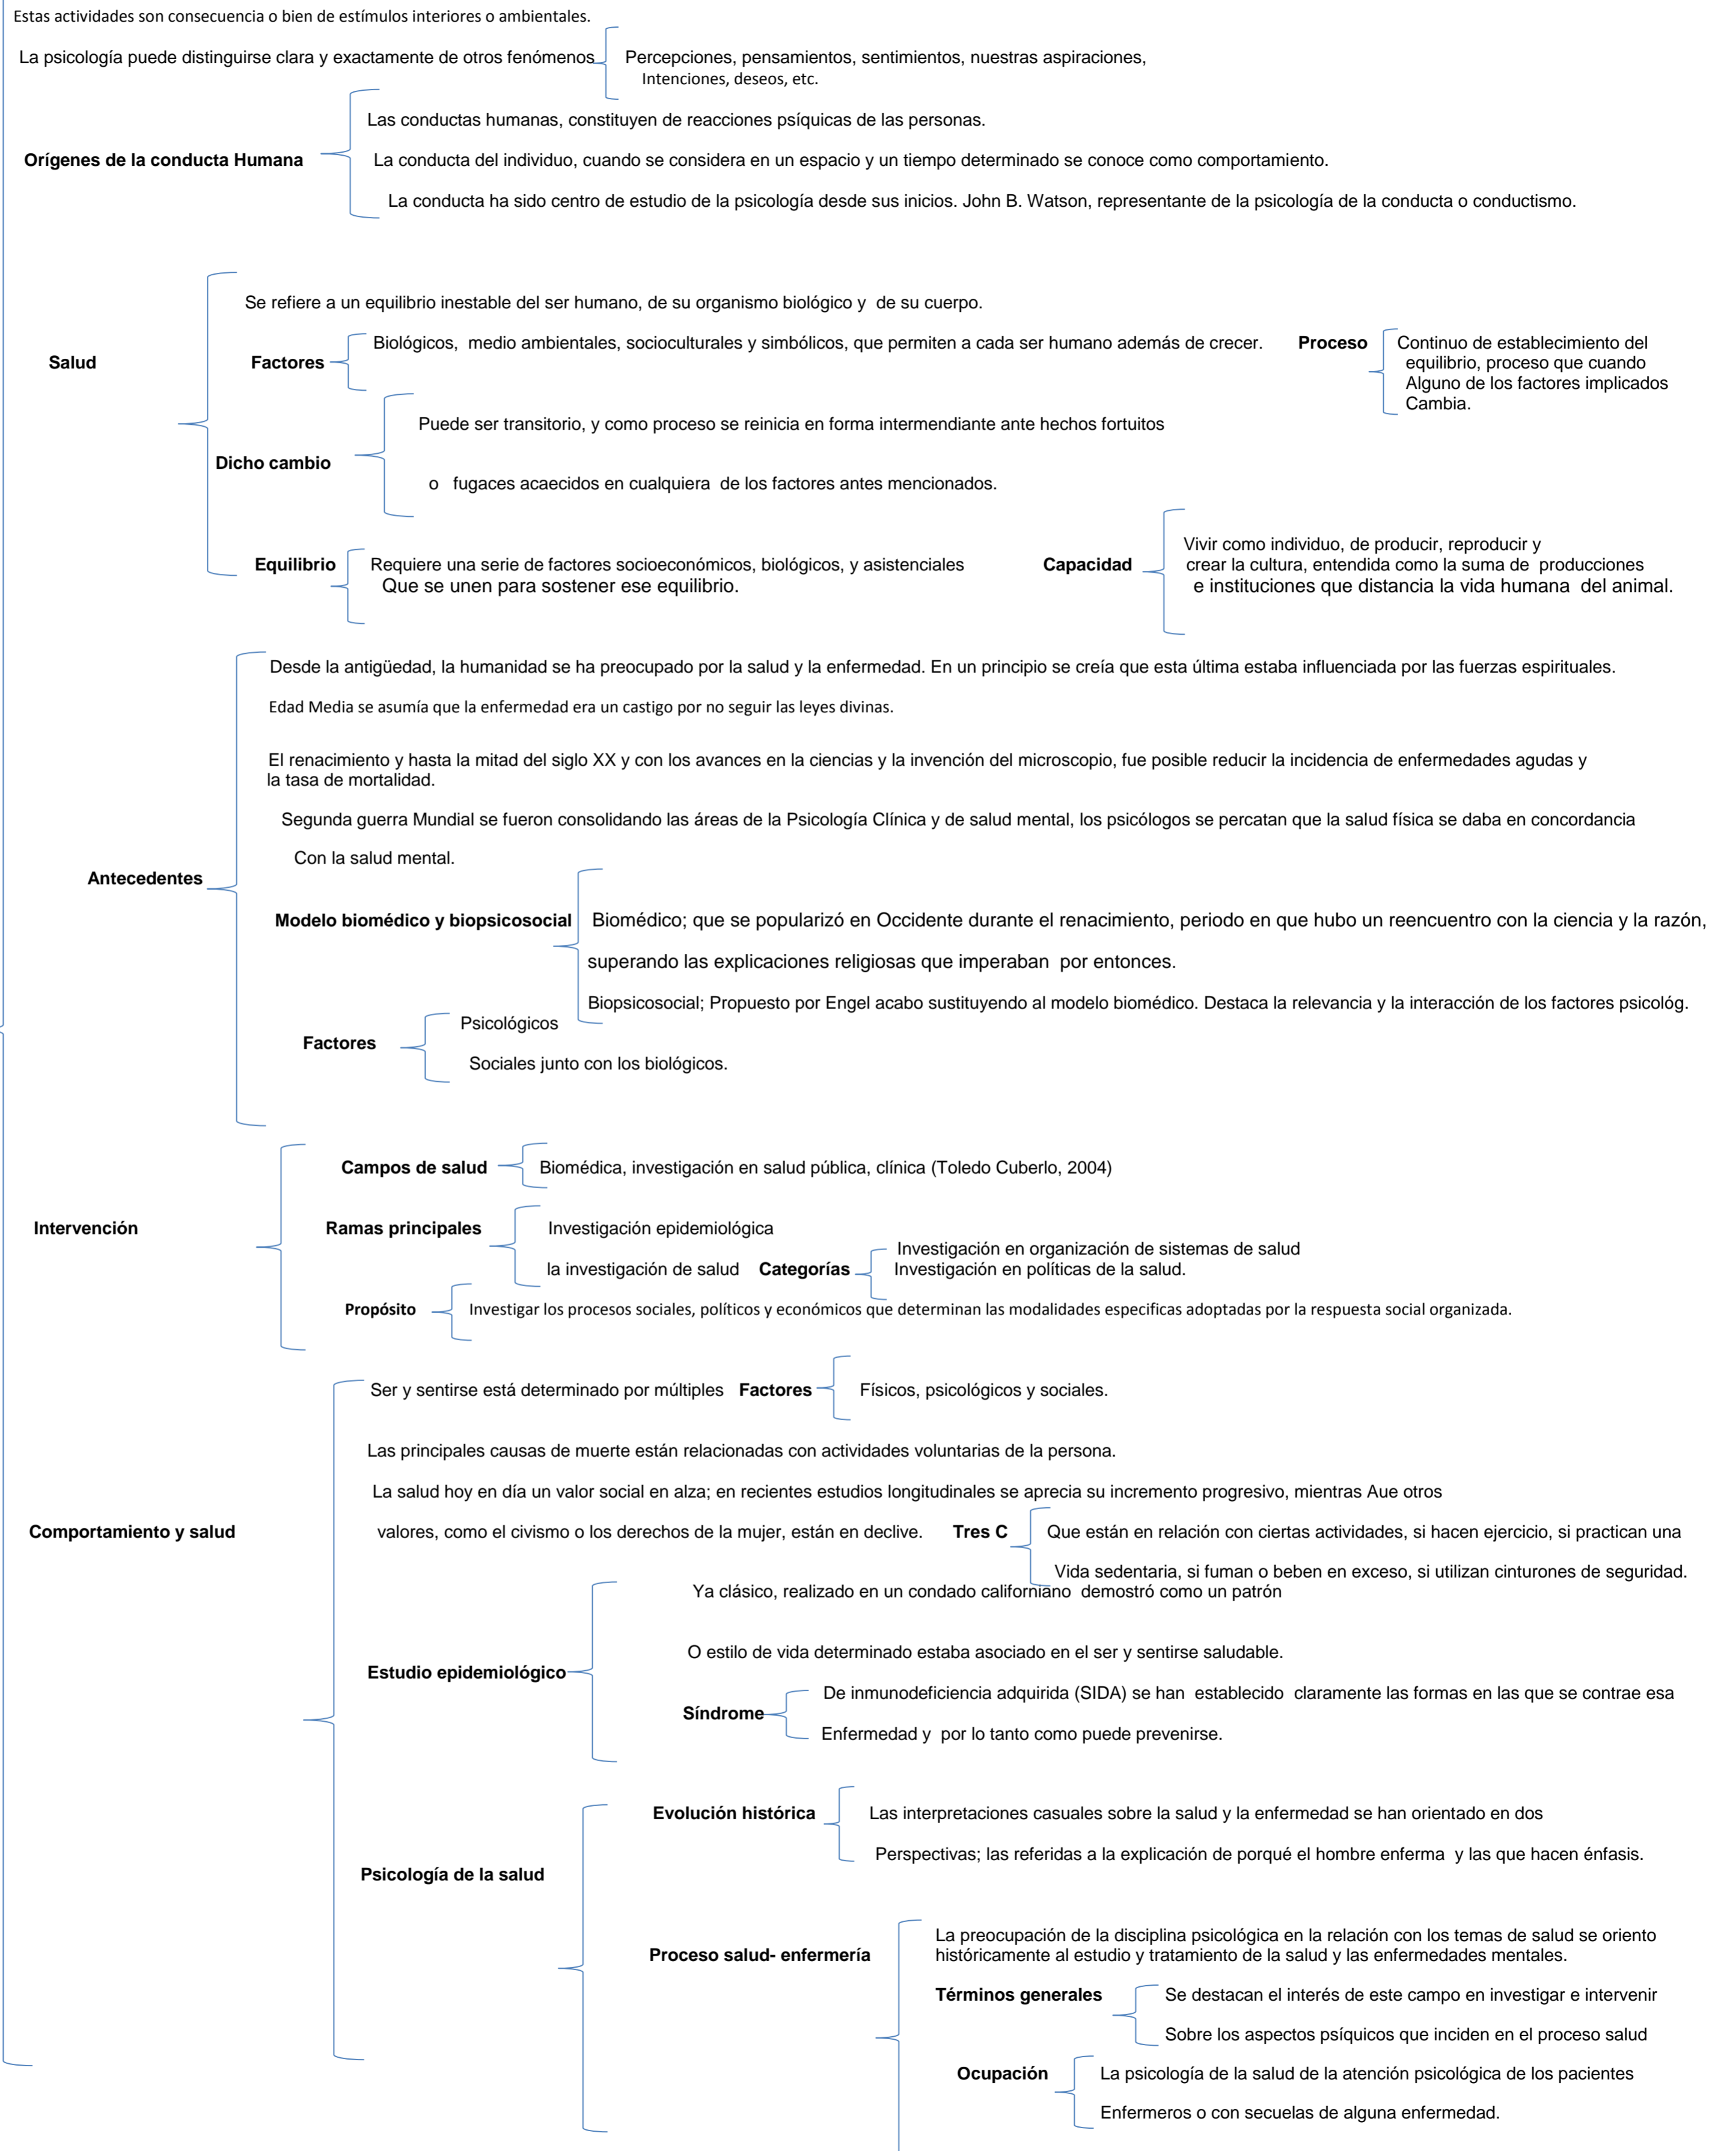 Estas actividades son consecuencia o bien de estímulos interiores o ambientales.
La psicología puede distinguirse clara y exactamente de otros fenómenos
Percepciones, pensamientos, sentimientos, nuestras aspiraciones,
Intenciones, deseos, etc.
Orígenes de la conducta Humana
Las conductas humanas, constituyen de reacciones psíquicas de las personas.
La conducta del individuo, cuando se considera en un espacio y un tiempo determinado se conoce como comportamiento.
La conducta ha sido centro de estudio de la psicología desde sus inicios. John B. Watson, representante de la psicología de la conducta o conductismo.
Salud
Se refiere a un equilibrio inestable del ser humano, de su organismo biológico y de su cuerpo.
Factores
Biológicos, medio ambientales, socioculturales y simbólicos, que permiten a cada ser humano además de crecer.
Proceso
Continuo de establecimiento del
equilibrio, proceso que cuando
Alguno de los factores implicados
Cambia.
Dicho cambio
Puede ser transitorio, y como proceso se reinicia en forma intermendiante ante hechos fortuitos
o fugaces acaecidos en cualquiera de los factores antes mencionados.
Equilibrio
Requiere una serie de factores socioeconómicos, biológicos, y asistenciales
Que se unen para sostener ese equilibrio.
Capacidad
Vivir como individuo, de producir, reproducir y
crear la cultura, entendida como la suma de producciones
e instituciones que distancia la vida humana del animal.
Antecedentes
Desde la antigüedad, la humanidad se ha preocupado por la salud y la enfermedad. En un principio se creía que esta última estaba influenciada por las fuerzas espirituales.
Edad Media se asumía que la enfermedad era un castigo por no seguir las leyes divinas.
El renacimiento y hasta la mitad del siglo XX y con los avances en la ciencias y la invención del microscopio, fue posible reducir la incidencia de enfermedades agudas y
la tasa de mortalidad.
Segunda guerra Mundial se fueron consolidando las áreas de la Psicología Clínica y de salud mental, los psicólogos se percatan que la salud física se daba en concordancia
Con la salud mental.
Modelo biomédico y biopsicosocial
Biomédico; que se popularizó en Occidente durante el renacimiento, periodo en que hubo un reencuentro con la ciencia y la razón,
superando las explicaciones religiosas que imperaban por entonces.
Biopsicosocial; Propuesto por Engel acabo sustituyendo al modelo biomédico. Destaca la relevancia y la interacción de los factores psicológ.
Factores
Psicológicos
Sociales junto con los biológicos.
Intervención
Campos de salud
Biomédica, investigación en salud pública, clínica (Toledo Cuberlo, 2004)
Ramas principales
Investigación epidemiológica
la investigación de salud
Categorías
Investigación en organización de sistemas de salud
Investigación en políticas de la salud.
Propósito
Investigar los procesos sociales, políticos y económicos que determinan las modalidades especificas adoptadas por la respuesta social organizada.
Comportamiento y salud
Ser y sentirse está determinado por múltiples
Factores
Físicos, psicológicos y sociales.
Las principales causas de muerte están relacionadas con actividades voluntarias de la persona.
La salud hoy en día un valor social en alza; en recientes estudios longitudinales se aprecia su incremento progresivo, mientras Aue otros
valores, como el civismo o los derechos de la mujer, están en declive.
Tres C
Que están en relación con ciertas actividades, si hacen ejercicio, si practican una
Vida sedentaria, si fuman o beben en exceso, si utilizan cinturones de seguridad.
Estudio epidemiológico
Ya clásico, realizado en un condado californiano demostró como un patrón
O estilo de vida determinado estaba asociado en el ser y sentirse saludable.
Síndrome
De inmunodeficiencia adquirida (SIDA) se han establecido claramente las formas en las que se contrae esa
Enfermedad y por lo tanto como puede prevenirse.
Psicología de la salud
Evolución histórica
Las interpretaciones casuales sobre la salud y la enfermedad se han orientado en dos
Perspectivas; las referidas a la explicación de porqué el hombre enferma y las que hacen énfasis.
Proceso salud- enfermería
La preocupación de la disciplina psicológica en la relación con los temas de salud se oriento
históricamente al estudio y tratamiento de la salud y las enfermedades mentales.
Términos generales
Se destacan el interés de este campo en investigar e intervenir
Sobre los aspectos psíquicos que inciden en el proceso salud
Ocupación
La psicología de la salud de la atención psicológica de los pacientes
Enfermeros o con secuelas de alguna enfermedad.